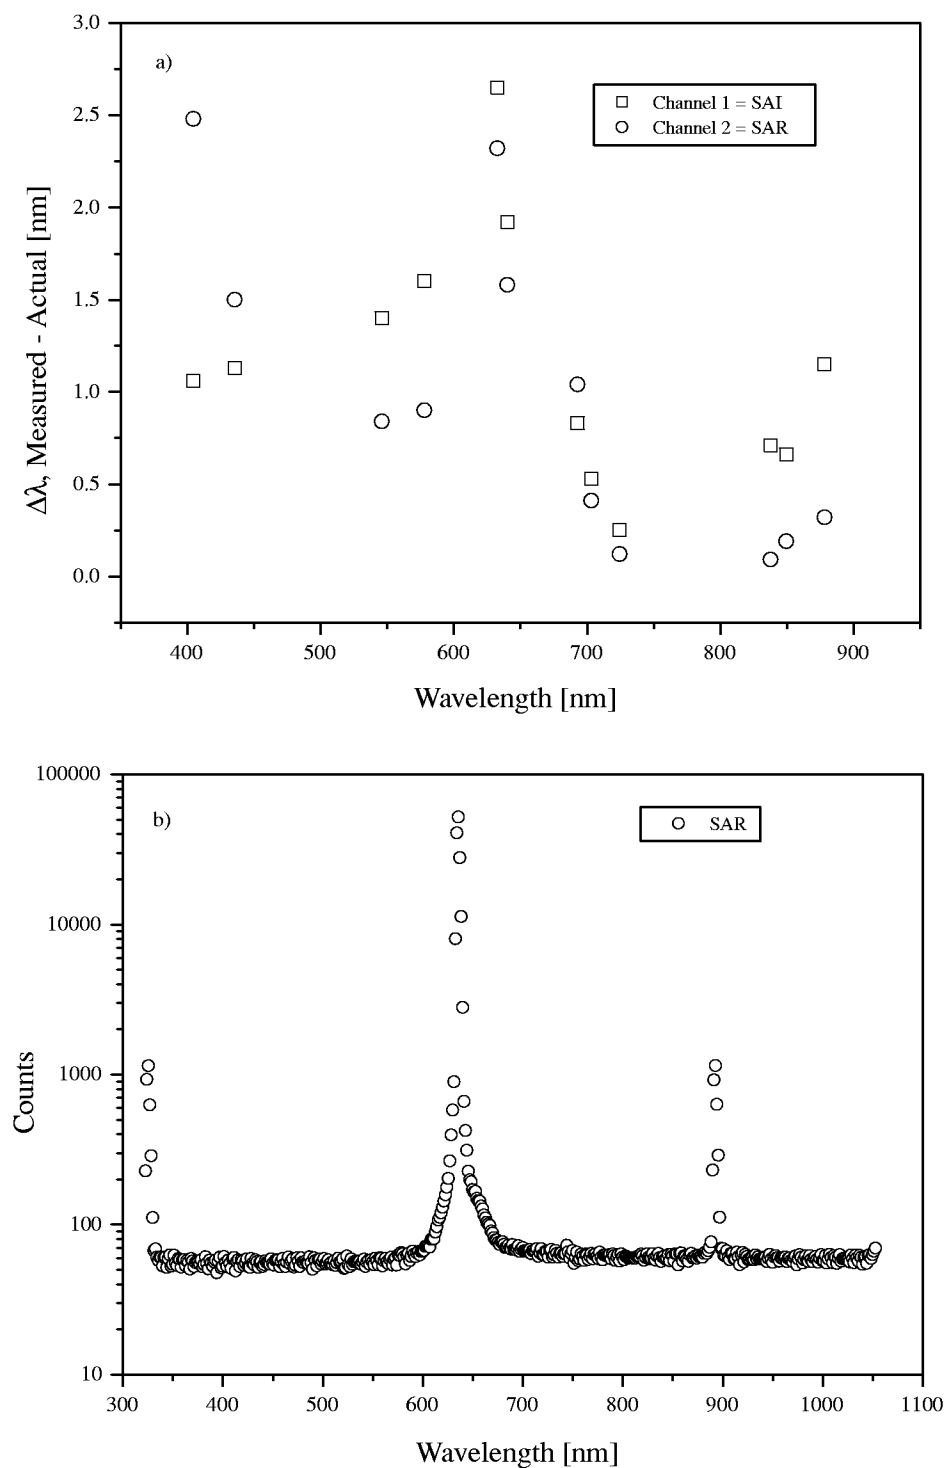 3.0
a)
Channel 1 = SAI
2.5
Channel 2 = SAR
2.0
1.5
1.0
0.5
0.0
Δλ, Measured - Actual [nm]
400 500 600 700 800 900
Wavelength [nm]
100000
b)
SAR
10000
1000
100
10
Counts
300 400 500 600 700 800 900 1000 1100
Wavelength [nm]